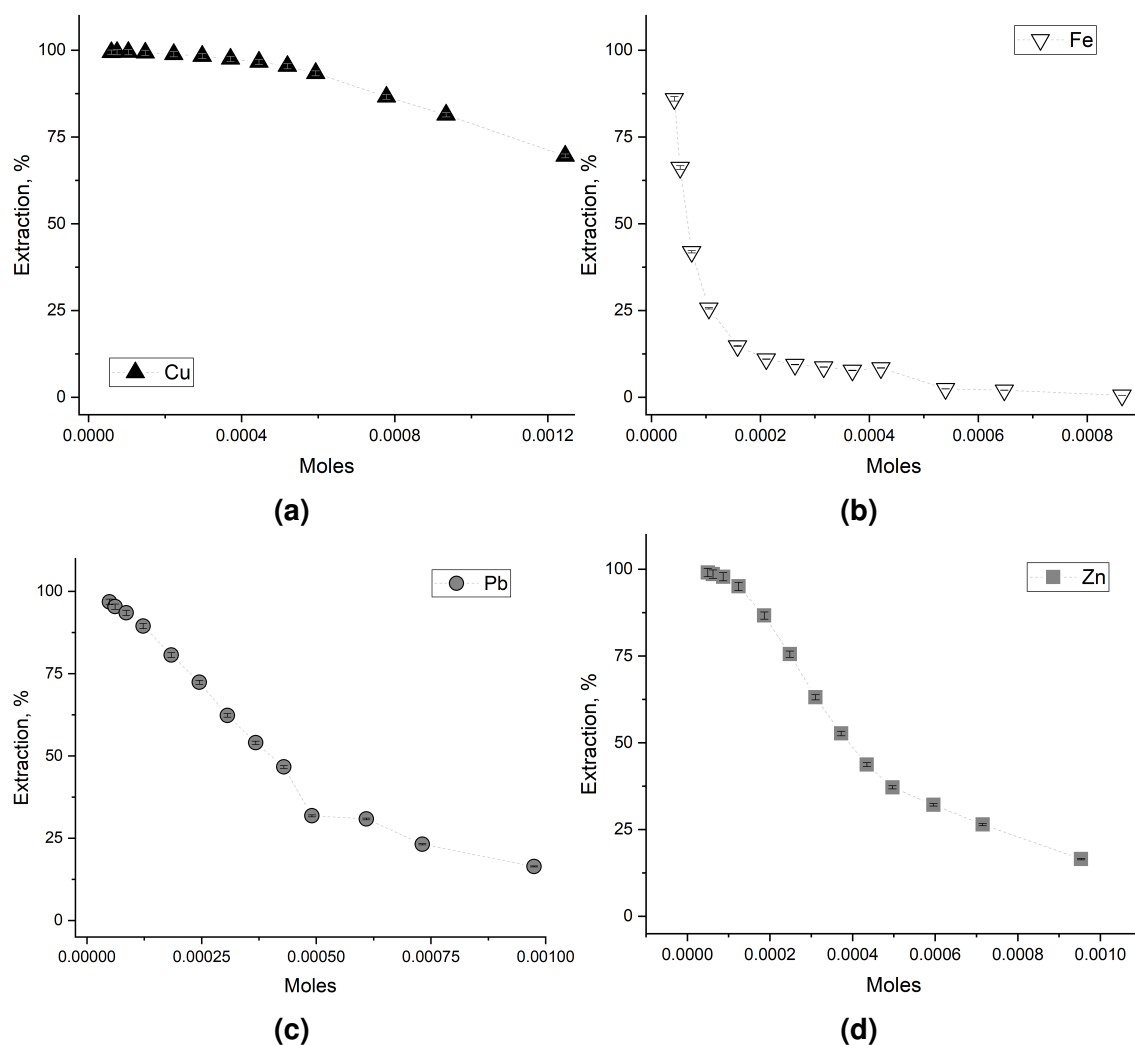 100
75
50
25
0
Extraction, %
Cu
0.0000
0.0004
0.0008
0.0012
Moles
(a)
100
75
50
25
0
Extraction, %
Fe
0.0000
0.0002
0.0004
0.0006
0.0008
Moles
(b)
100
75
50
25
0
Extraction, %
Pb
0.00000
0.00025
0.00050
0.00075
0.00100
Moles
(c)
100
75
50
25
0
Extraction, %
Zn
0.0000
0.0002
0.0004
0.0006
0.0008
0.0010
Moles
(d)